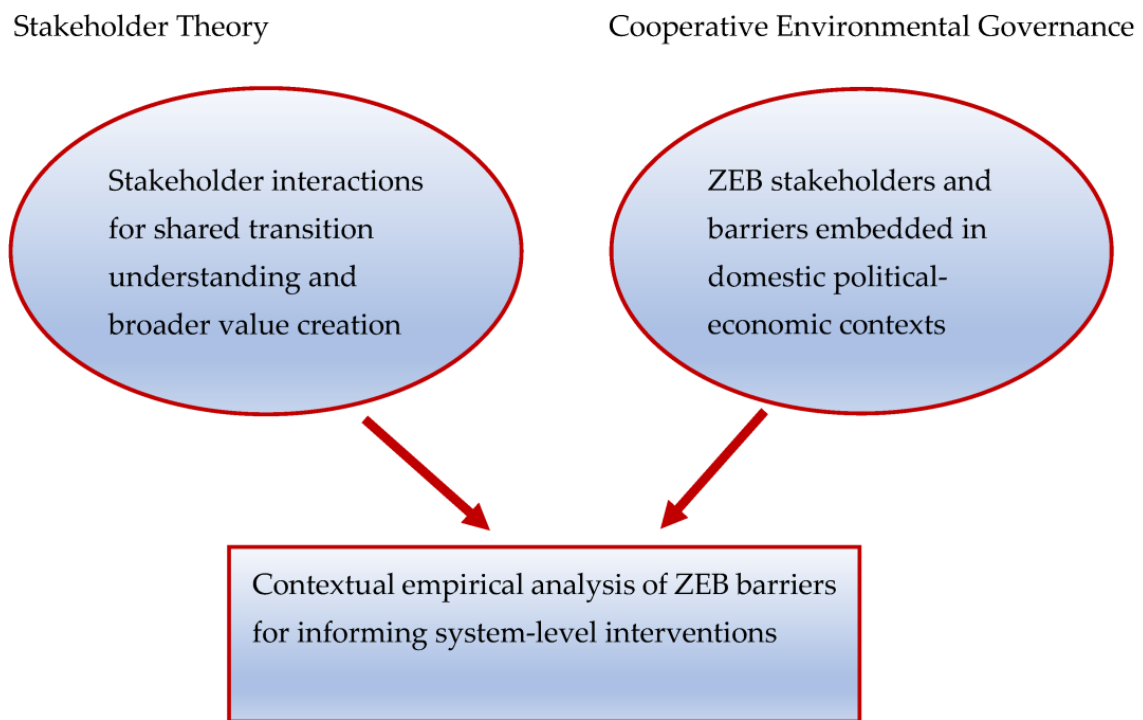 Stakeholder Theory
Cooperative Environmental Governance
Stakeholder interactions
for shared transition
understanding and
broader value creation
ZEB stakeholders and
barriers embedded in
domestic political-
economic contexts
Contextual empirical analysis of ZEB barriers
for informing system-level interventions